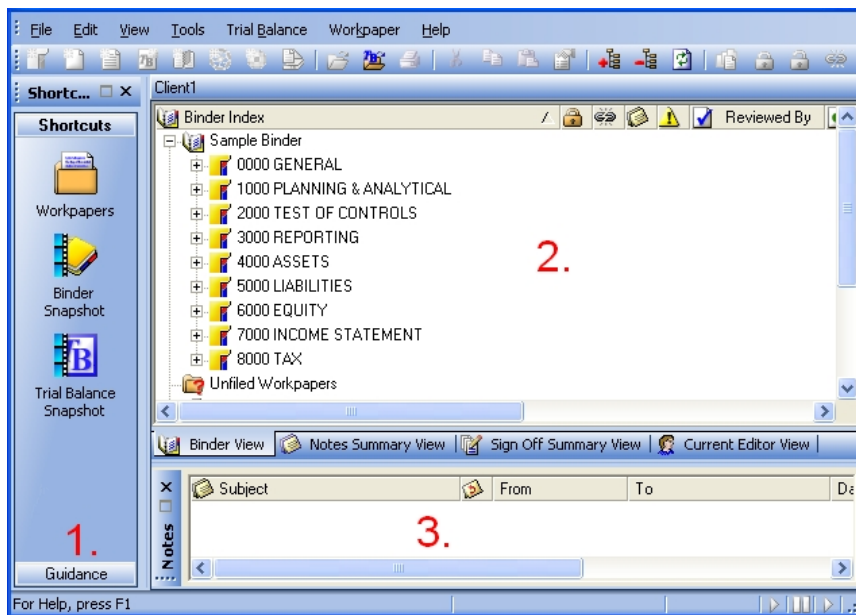 File Edit View Tools Trial Balance Workpaper Help
Shortc...
Client1
Shortcuts
Binder Index / Reviewed By
Sample Binder
0000 GENERAL
1000 PLANNING & ANALYTICAL
2000 TEST OF CONTROLS
3000 REPORTING
4000 ASSETS
5000 LIABILITIES
6000 EQUITY
7000 INCOME STATEMENT
8000 TAX
Unfiled Workpapers
2.
Workpapers
Binder
Snapshot
TB
Trial Balance
Snapshot
1.
Guidance
Binder View Notes Summary View Sign Off Summary View Current Editor View
Notes
Subject From To Da
3.
For Help, press F1